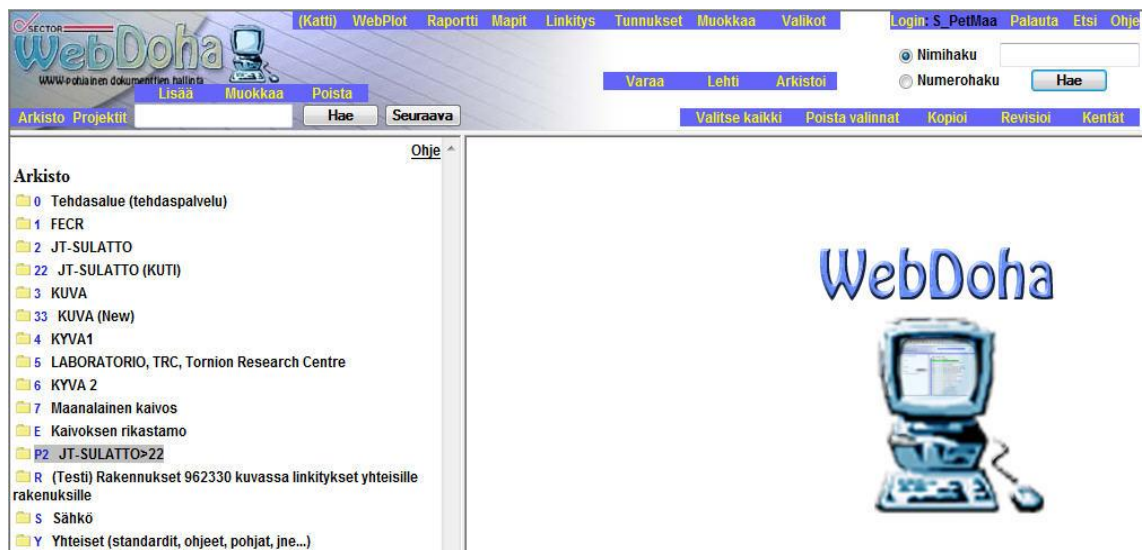 (Katti) WebPlot Raportti Mapit Linkitys Tunnukset Muokkaa Valikot Login: S_PetMaa Palauta Etsi Ohje
SECTOR
WebDoha
WWW-pohjainen dokumenttien hallinta
Nimihaku
Varaa Lehti Arkistoi Numerohaku Hae
Lisää Muokkaa Poista
Arkisto Projektit Hae Seuraava Valitse kaikki Poista valinnat Kopioi Revisioi Kentät
Ohje
Arkisto
0 Tehdasalue (tehdaspalvelu)
1 FECR
2 JT-SULATTO
22 JT-SULATTO (KUTI)
3 KUVA
33 KUVA (New)
4 KYVA1
5 LABORATORIO, TRC, Tornion Research Centre
6 KYVA 2
7 Maanalainen kaivos
E Kaivoksen rikastamo
P2 JT-SULATTO>22
R (Testi) Rakennukset 962330 kuvassa linkitykset yhteisille
rakenuksille
S Sähkö
Y Yhteiset (standardit, ohjeet, pohjat, jne...)
WebDoha